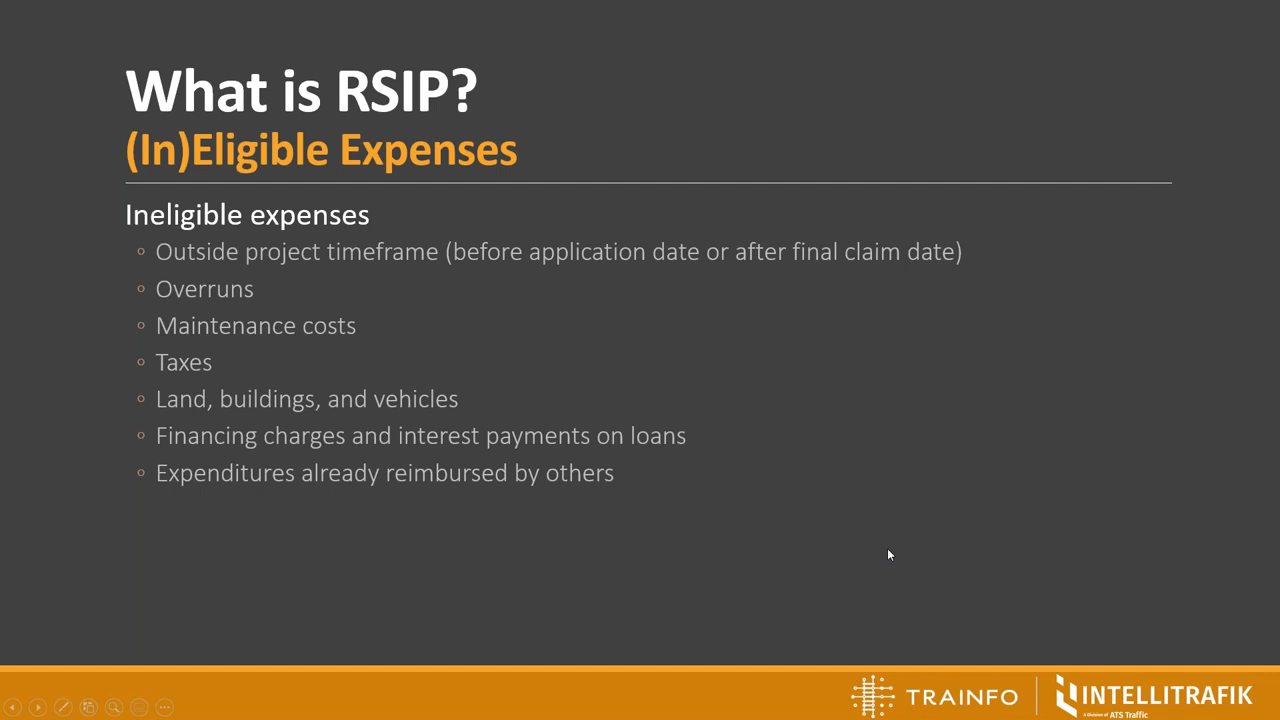 What is RSIP?
(In)Eligible Expenses
Ineligible expenses
Outside project timeframe (before application date or after final claim date)
Overruns
Maintenance costs
Taxes
Land, buildings, and vehicles
Financing charges and interest payments on loans
Expenditures already reimbursed by others
TRAINFO
INTELLITRAFIK
A Division of ATS Traffic